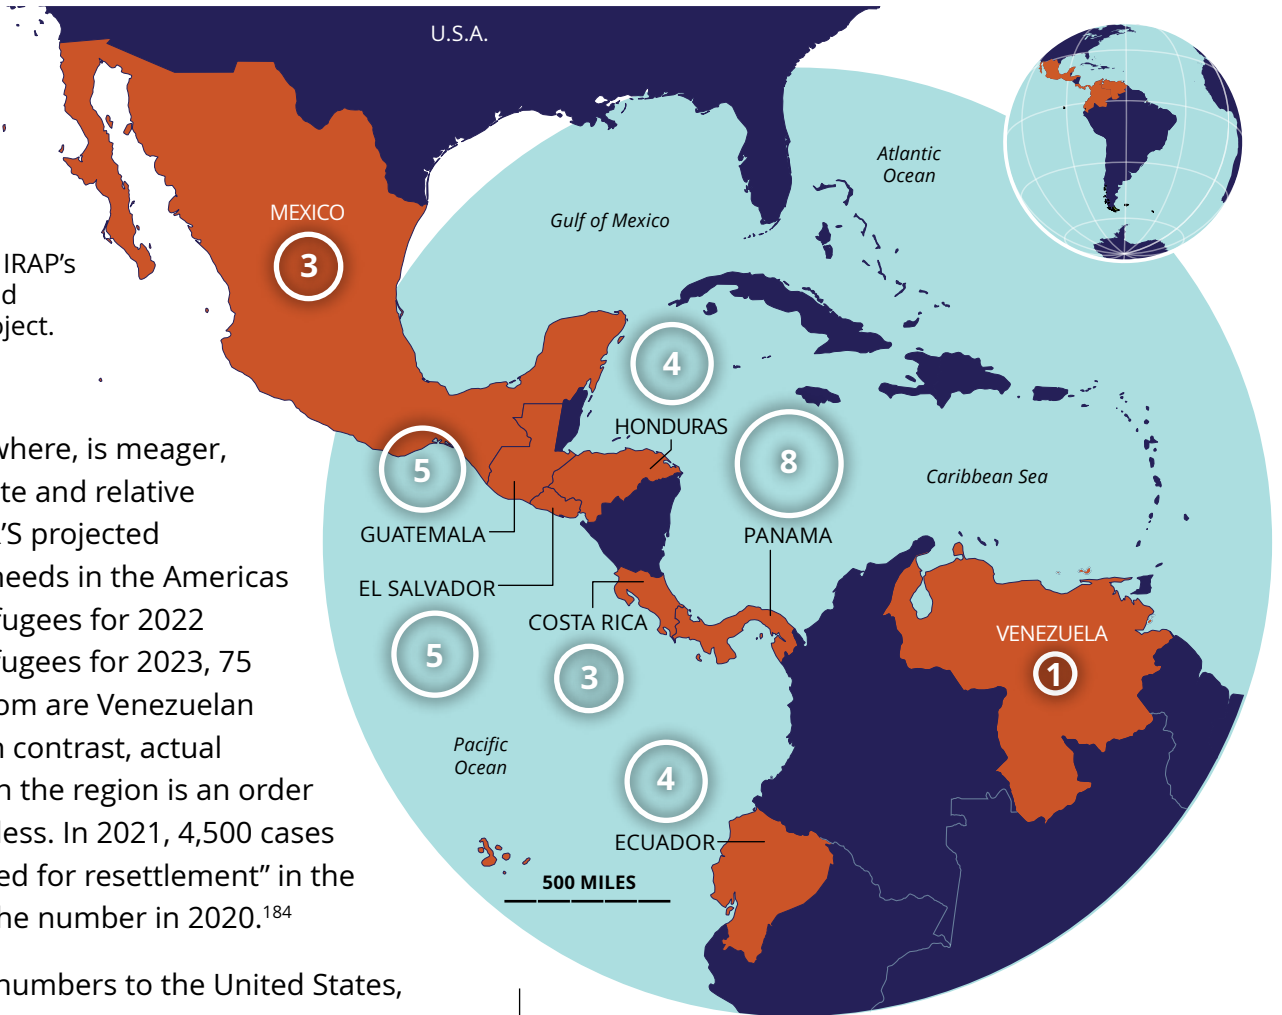 U.S.A.
Atlantic
Ocean
Gulf of Mexico
MEXICO
3
IRAP’s
d
ject.
4
HONDURAS
8
PANAMA
Caribbean Sea
5
GUATEMALA
EL SALVADOR
5
COSTA RICA
3
VENEZUELA
1
Pacific
Ocean
4
ECUADOR
500 MILES
where, is meager,
te and relative
’S projected
needs in the Americas
fugees for 2022
fugees for 2023, 75
om are Venezuelan
n contrast, actual
n the region is an order
less. In 2021, 4,500 cases
ed for resettlement” in the
he number in 2020.184
numbers to the United States,